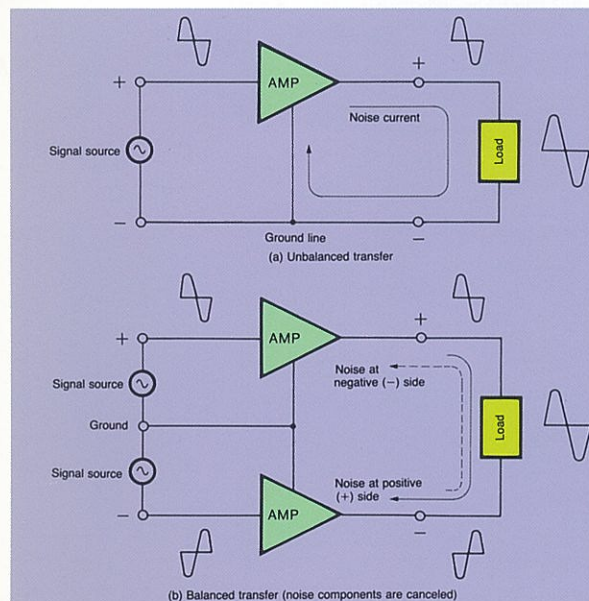 +
AMP
+
Noise current
Signal source
Load
−
Ground line
−
(a) Unbalanced transfer
+
AMP
+
Noise at
negative (−) side
Signal source
Ground
Load
Signal source
Noise at positive
(+) side
−
AMP
−
(b) Balanced transfer (noise components are canceled)